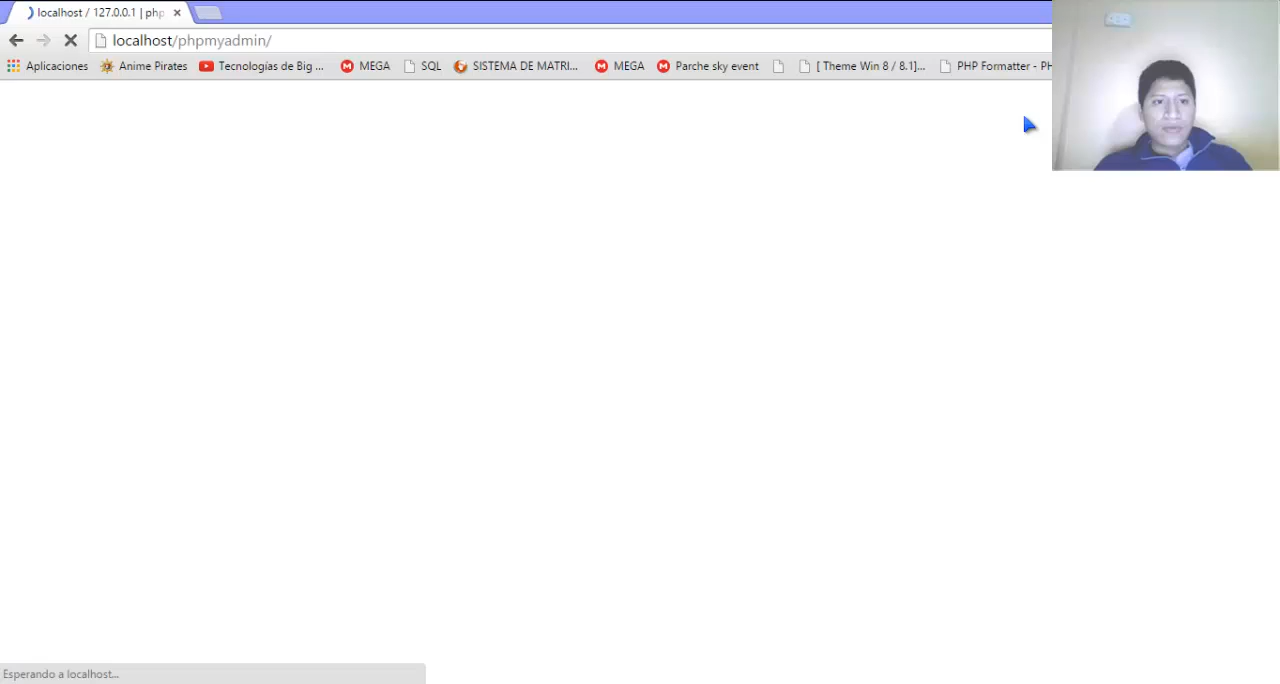 localhost / 127.0.0.1 | php
localhost/phpmyadmin/
Aplicaciones Anime Pirates Tecnologías de Big ... MEGA SQL SISTEMA DE MATRI... MEGA Parche sky event [ Theme Win 8 / 8.1]... PHP Formatter - PH
Esperando a localhost...